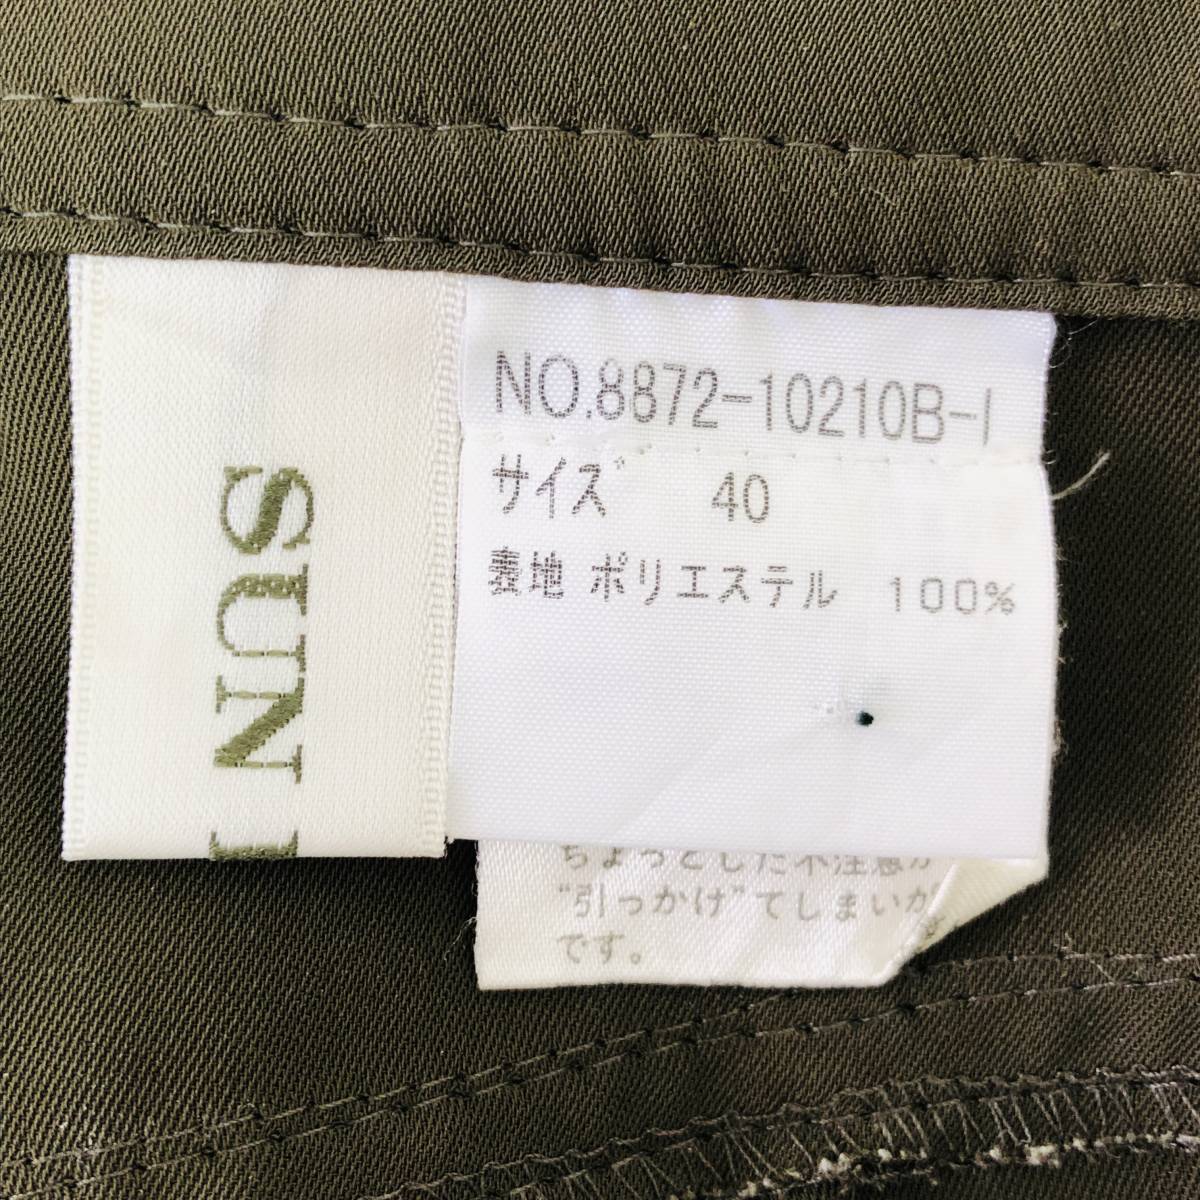 SUN
NO.8872-10210B-1
サイズ 40
表地 ポリエステル 100%
ちょっとした不注意が
"引っかけ"てしまいが
です。